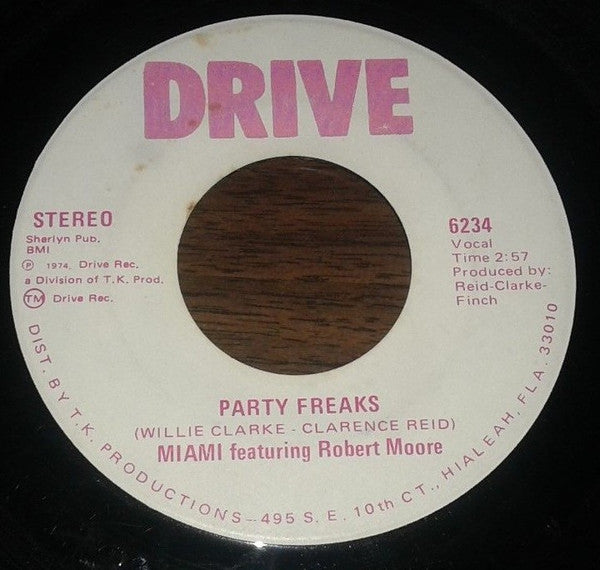 DRIVE
STEREO
Sherlyn Pub.
BMI
Ⓟ 1974, Drive Rec.
a Division of T.K. Prod.
TM Drive Rec.
6234
Vocal
Time 2:57
Produced by:
Reid-Clarke-
Finch
PARTY FREAKS
(WILLIE CLARKE - CLARENCE REID)
MIAMI featuring Robert Moore
DIST. BY T.K. PRODUCTIONS—495 S. E. 10th CT., HIALEAH, FLA. 33010